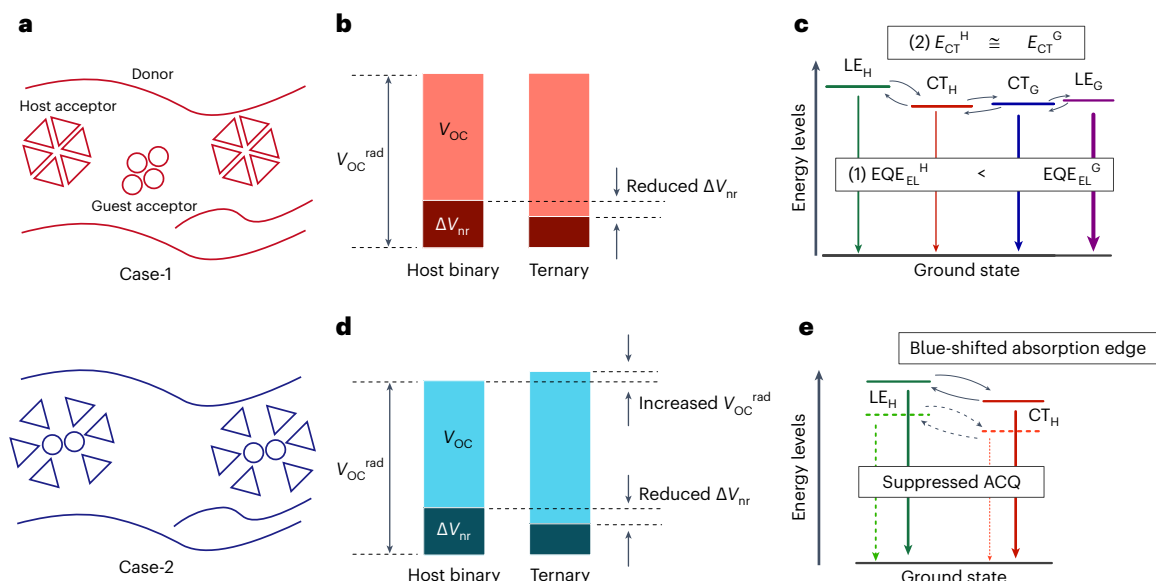 a
Donor
Host acceptor
Guest acceptor
Case-1
b
V_OC^rad
V_OC
ΔV_nr
Reduced ΔV_nr
Host binary
Ternary
c
(2) E_CT^H ≅ E_CT^G
LE_H
CT_H
CT_G
LE_G
Energy levels
(1) EQE_EL^H < EQE_EL^G
Ground state
Case-2
d
V_OC^rad
V_OC
ΔV_nr
Increased V_OC^rad
Reduced ΔV_nr
Host binary
Ternary
e
Blue-shifted absorption edge
LE_H
CT_H
Energy levels
Suppressed ACQ
Ground state